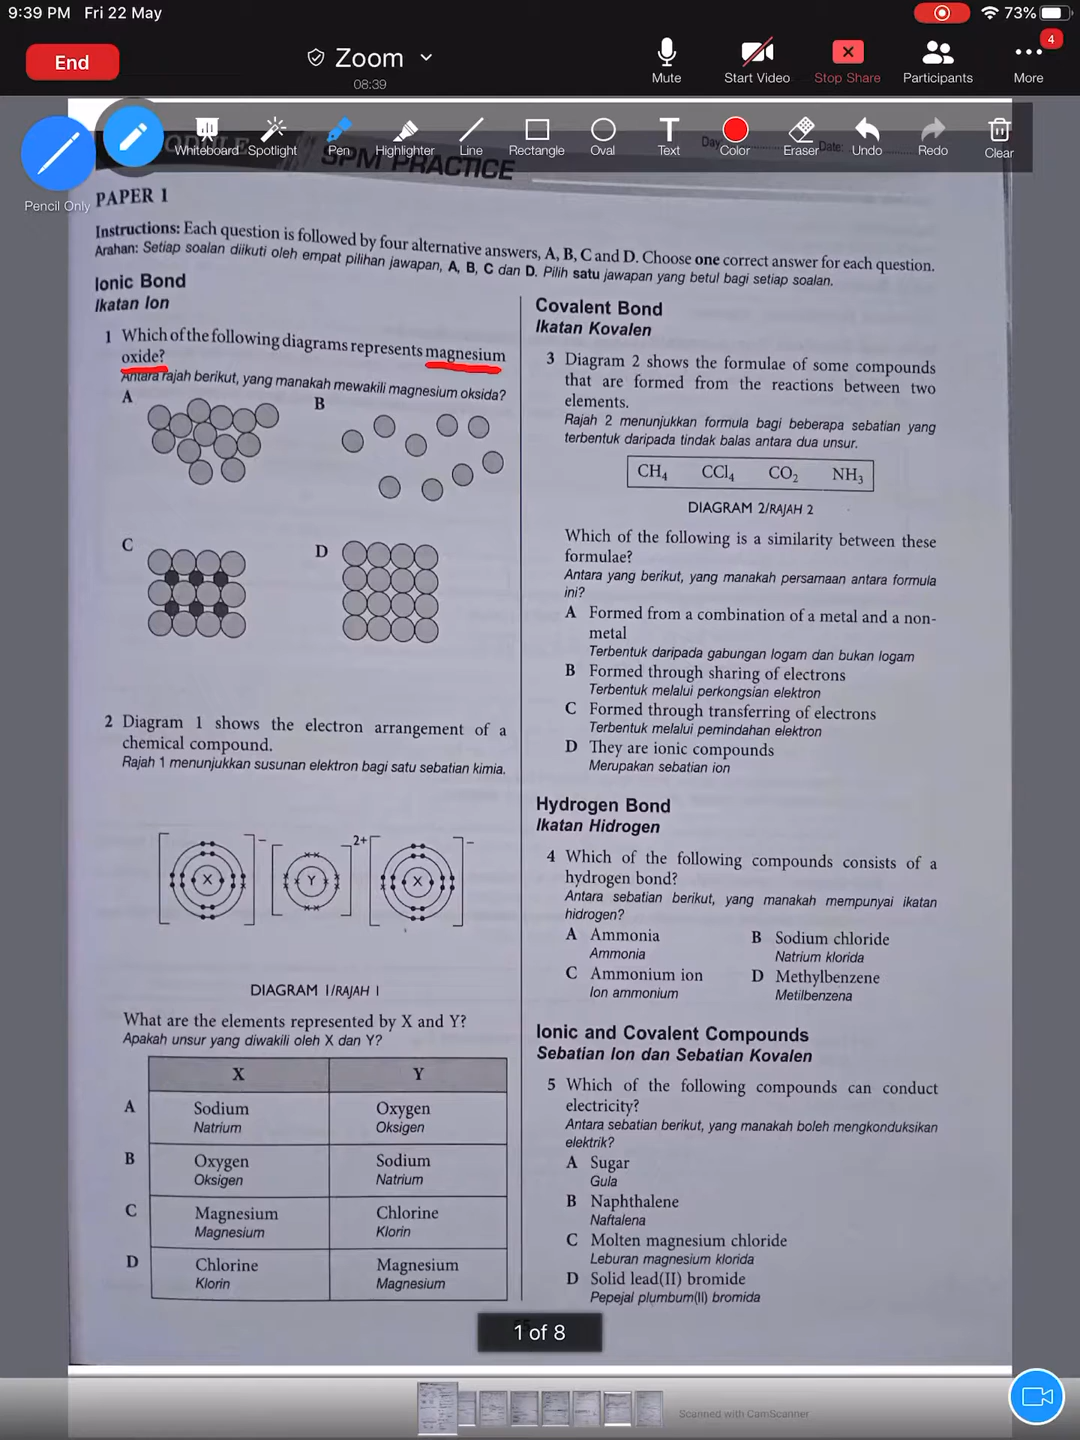 9:39 PM Fri 22 May
73%
End
Zoom
08:39
Mute
Start Video
Stop Share
Participants
More
4
Pencil Only
Whiteboard
Spotlight
Pen
Highlighter
Line
Rectangle
Oval
Text
Color
Eraser
Undo
Redo
Clear
SPM PRACTICE
Day
Date:
PAPER 1
Instructions: Each question is followed by four alternative answers, A, B, C and D. Choose one correct answer for each question.
Arahan: Setiap soalan diikuti oleh empat pilihan jawapan, A, B, C dan D. Pilih satu jawapan yang betul bagi setiap soalan.
Ionic Bond
Ikatan Ion
1 Which of the following diagrams represents magnesium
oxide?
Antara rajah berikut, yang manakah mewakili magnesium oksida?
A
B
C
D
2 Diagram 1 shows the electron arrangement of a
chemical compound.
Rajah 1 menunjukkan susunan elektron bagi satu sebatian kimia.
X
–
Y
2+
X
–
DIAGRAM 1/RAJAH 1
What are the elements represented by X and Y?
Apakah unsur yang diwakili oleh X dan Y?
X Y
A Sodium Oxygen
Natrium Oksigen
B Oxygen Sodium
Oksigen Natrium
C Magnesium Chlorine
Magnesium Klorin
D Chlorine Magnesium
Klorin Magnesium
Covalent Bond
Ikatan Kovalen
3 Diagram 2 shows the formulae of some compounds
that are formed from the reactions between two
elements.
Rajah 2 menunjukkan formula bagi beberapa sebatian yang
terbentuk daripada tindak balas antara dua unsur.
CH₄ CCl₄ CO₂ NH₃
DIAGRAM 2/RAJAH 2
Which of the following is a similarity between these
formulae?
Antara yang berikut, yang manakah persamaan antara formula
ini?
A Formed from a combination of a metal and a non-
metal
Terbentuk daripada gabungan logam dan bukan logam
B Formed through sharing of electrons
Terbentuk melalui perkongsian elektron
C Formed through transferring of electrons
Terbentuk melalui pemindahan elektron
D They are ionic compounds
Merupakan sebatian ion
Hydrogen Bond
Ikatan Hidrogen
4 Which of the following compounds consists of a
hydrogen bond?
Antara sebatian berikut, yang manakah mempunyai ikatan
hidrogen?
A Ammonia B Sodium chloride
Ammonia Natrium klorida
C Ammonium ion D Methylbenzene
Ion ammonium Metilbenzena
Ionic and Covalent Compounds
Sebatian Ion dan Sebatian Kovalen
5 Which of the following compounds can conduct
electricity?
Antara sebatian berikut, yang manakah boleh mengkonduksikan
elektrik?
A Sugar
Gula
B Naphthalene
Naftalena
C Molten magnesium chloride
Leburan magnesium klorida
D Solid lead(II) bromide
Pepejal plumbum(II) bromida
1 of 8
Scanned with CamScanner